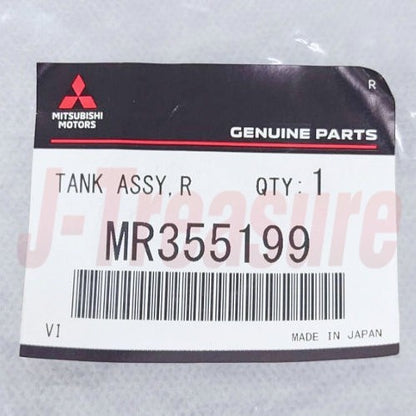 R
MITSUBISHI
MOTORS
GENUINE PARTS
TANK ASSY,R QTY:1
MR355199
J-Treasure
VI MADE IN JAPAN